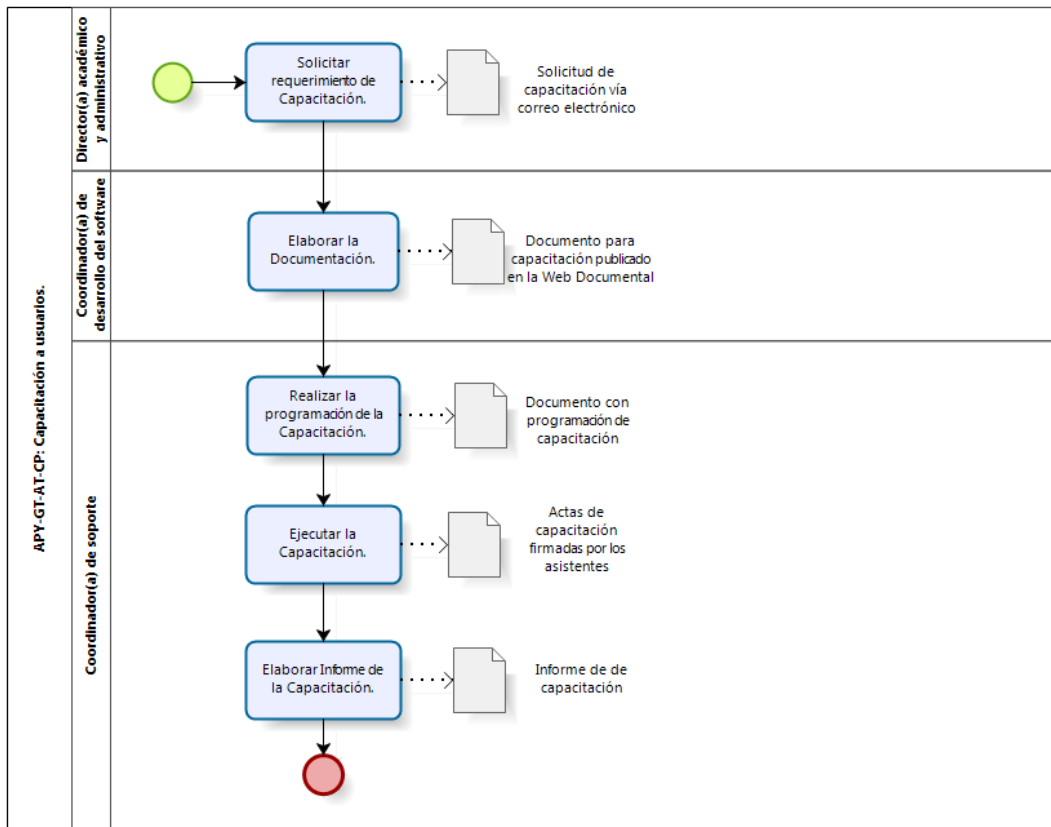 APY-GT-AT-CP: Capacitación a usuarios.
Director(a) académico
y administrativo
Solicitar
requerimiento de
Capacitación.
Solicitud de
capacitación vía
correo electrónico
Coordinador(a) de
desarrollo del software
Elaborar la
Documentación.
Documento para
capacitación publicado
en la Web Documental
Coordinador(a) de soporte
Realizar la
programación de la
Capacitación.
Documento con
programación de
capacitación
Ejecutar la
Capacitación.
Actas de
capacitación
firmadas por los
asistentes
Elaborar Informe de
la Capacitación.
Informe de de
capacitación